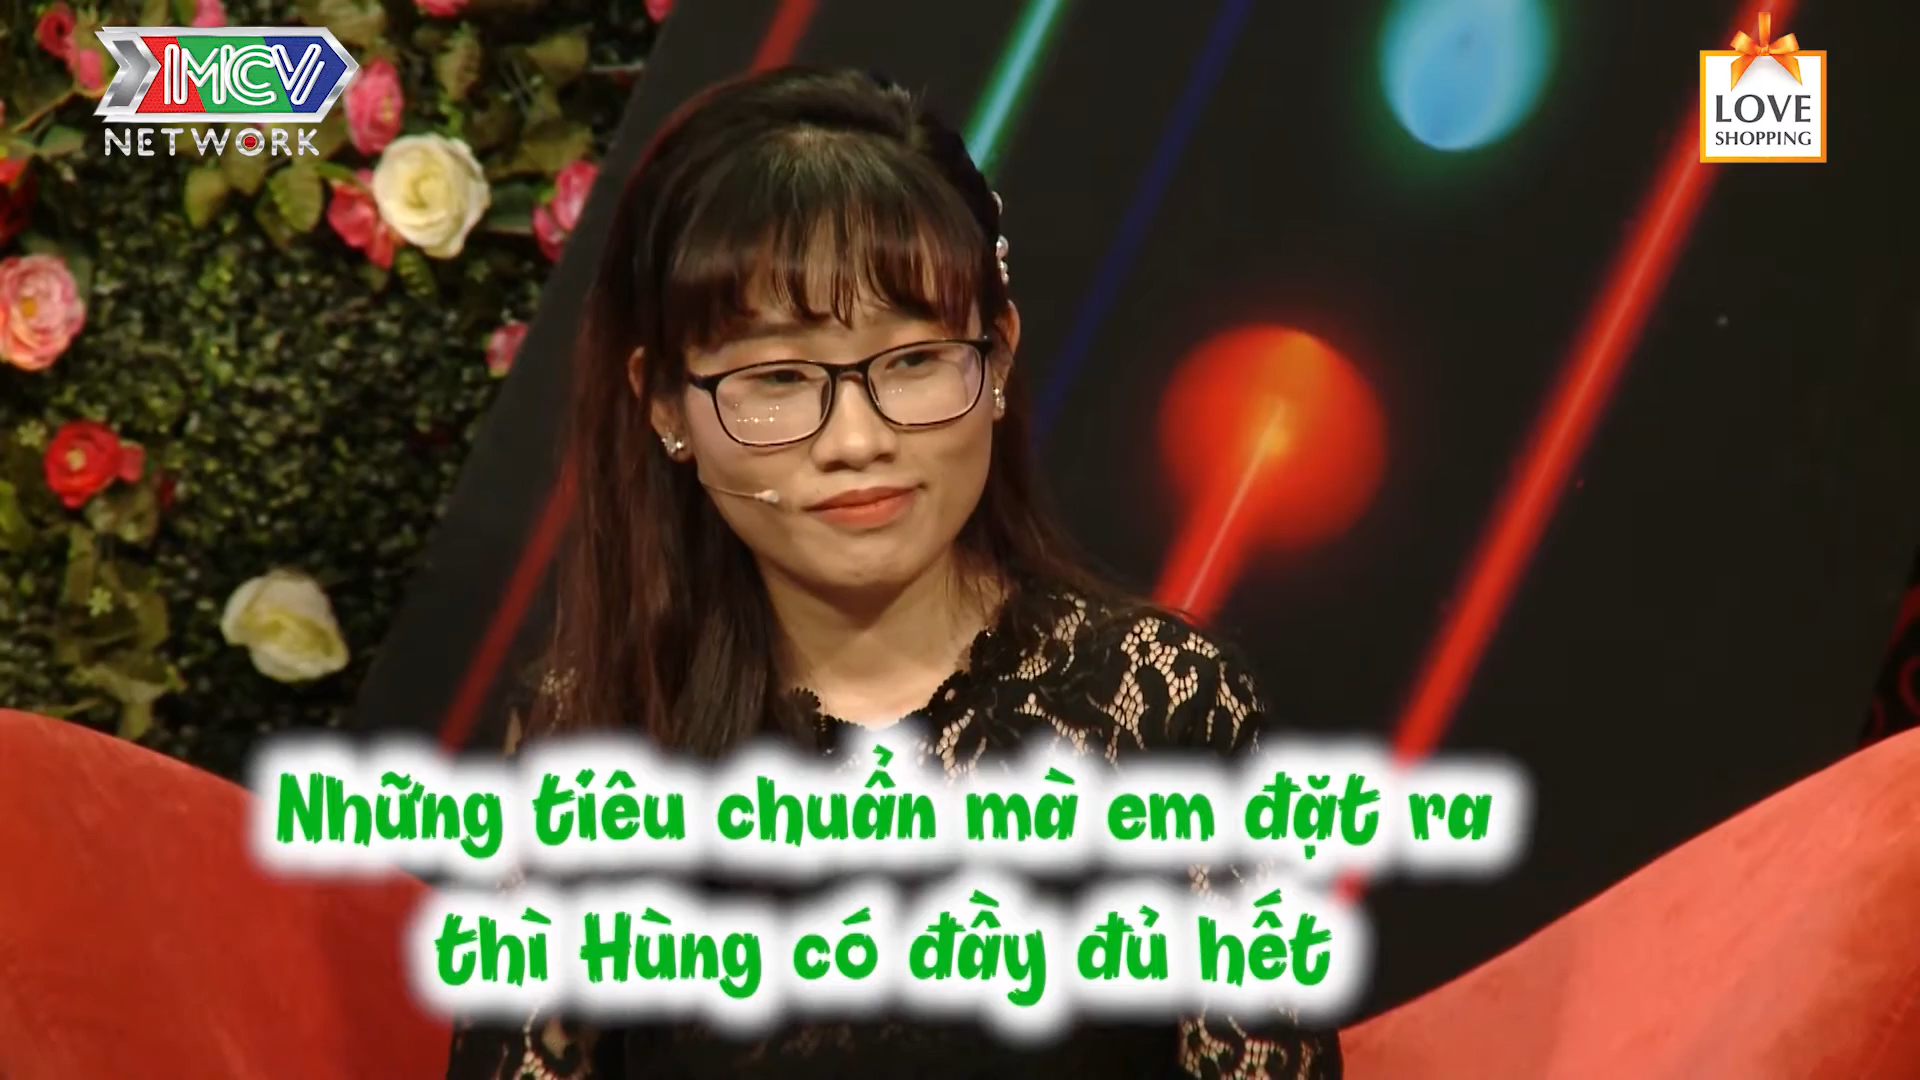 MCV
NETWORK
LOVE
SHOPPING
Những tiêu chuẩn mà em đặt ra
thì Hùng có đầy đủ hết